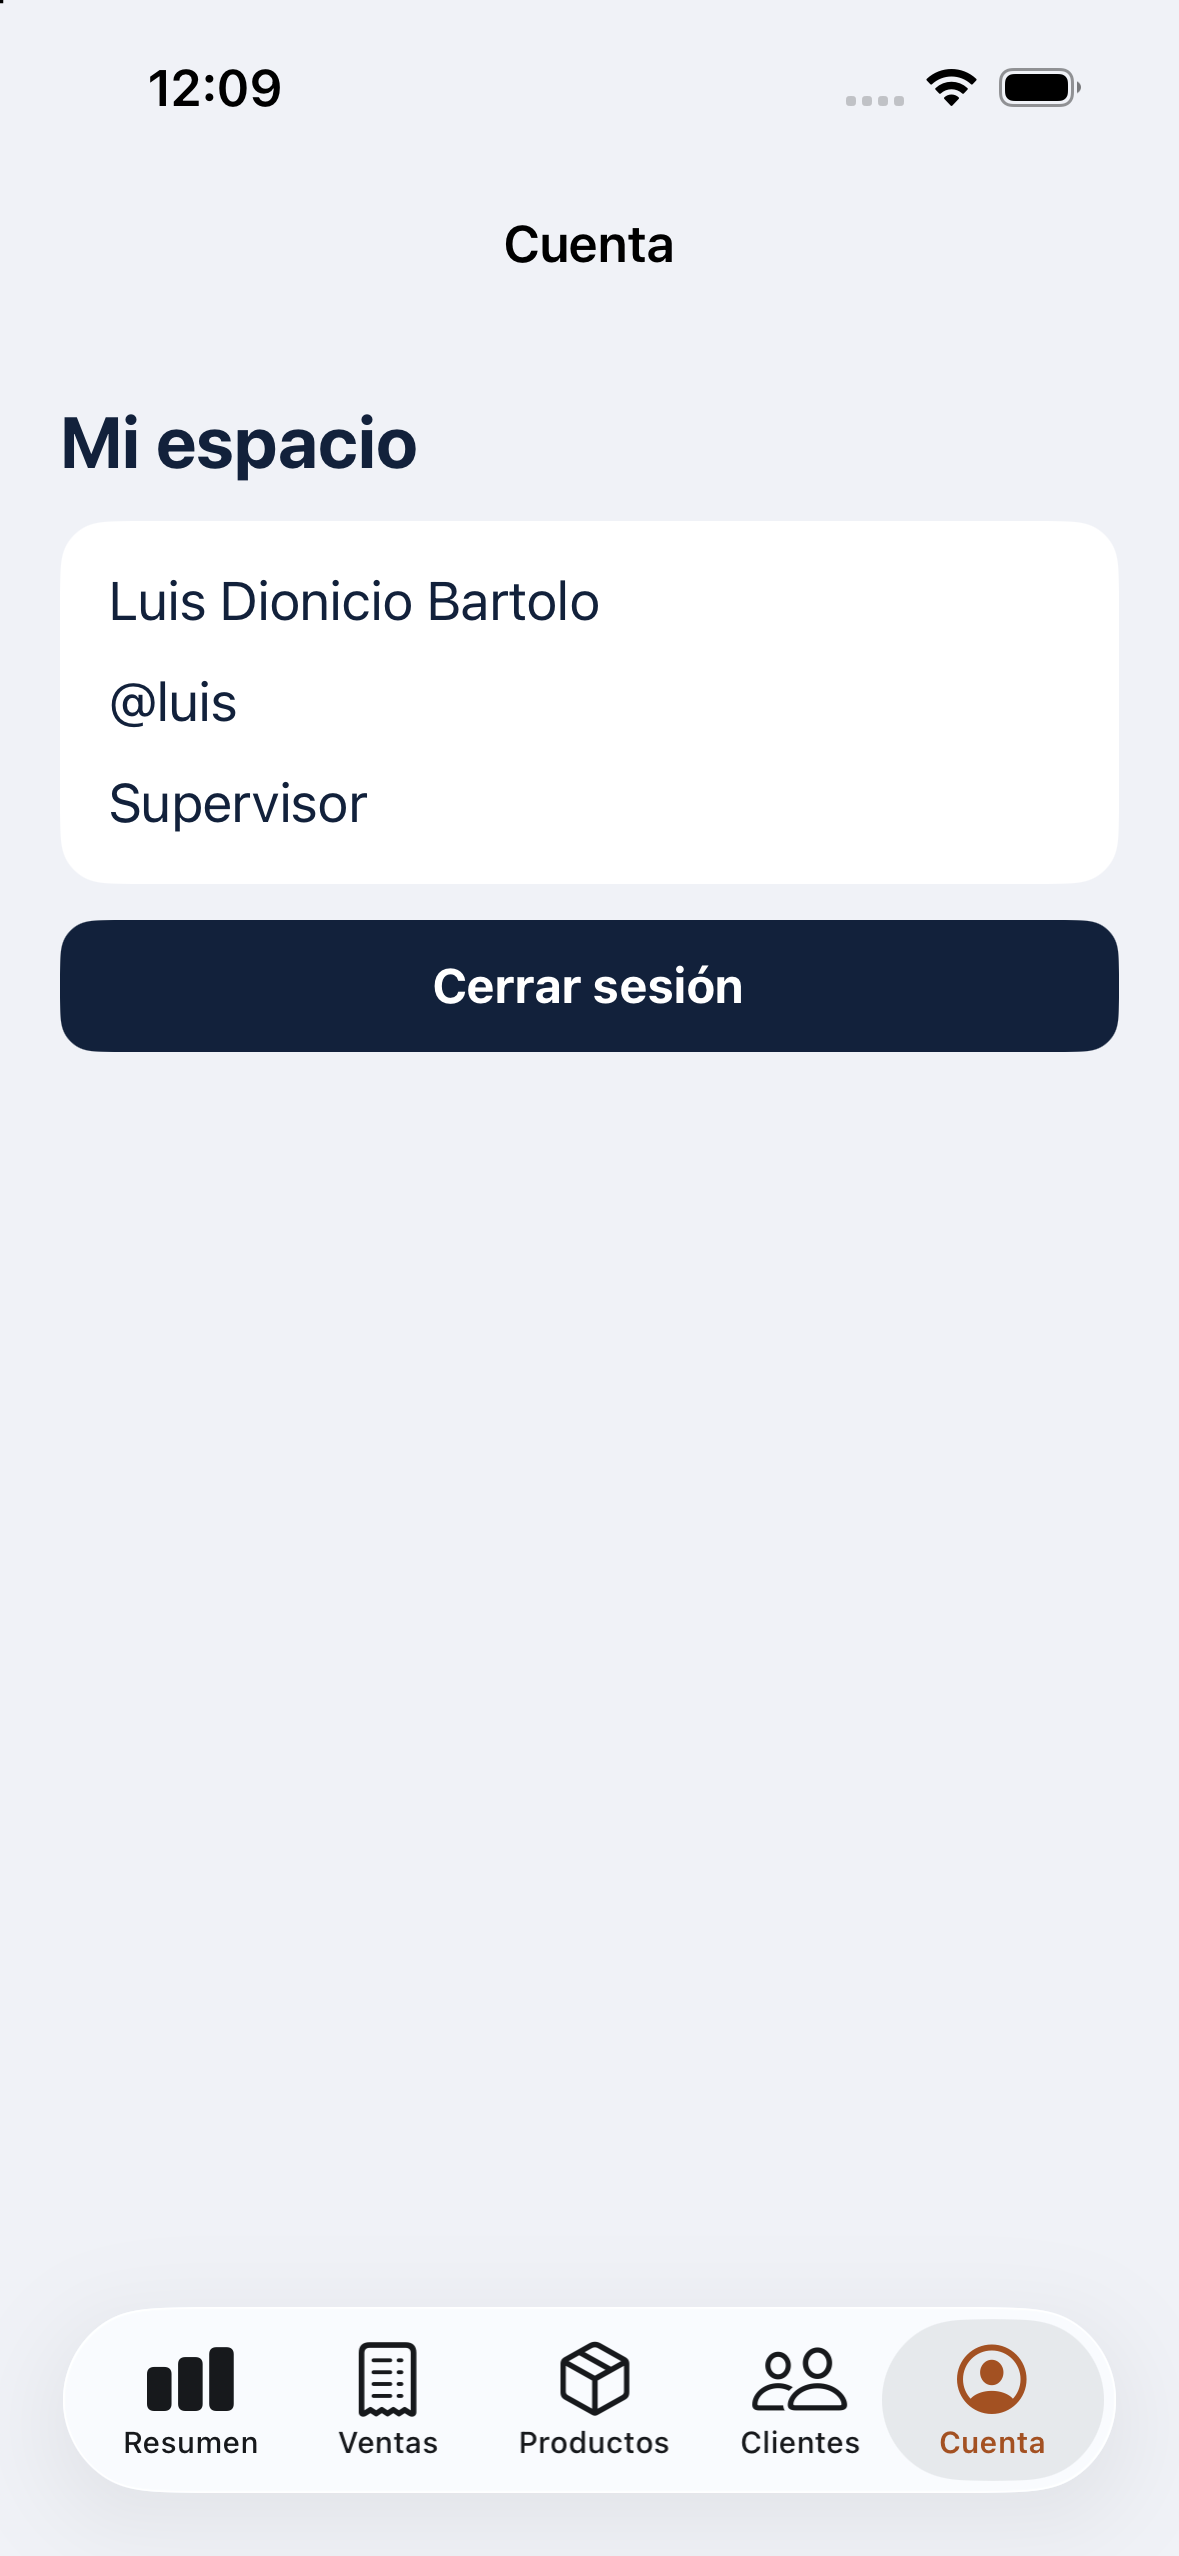 12:09
Cuenta
Mi espacio
Luis Dionicio Bartolo
@luis
Supervisor
Cerrar sesión
Resumen
Ventas
Productos
Clientes
Cuenta